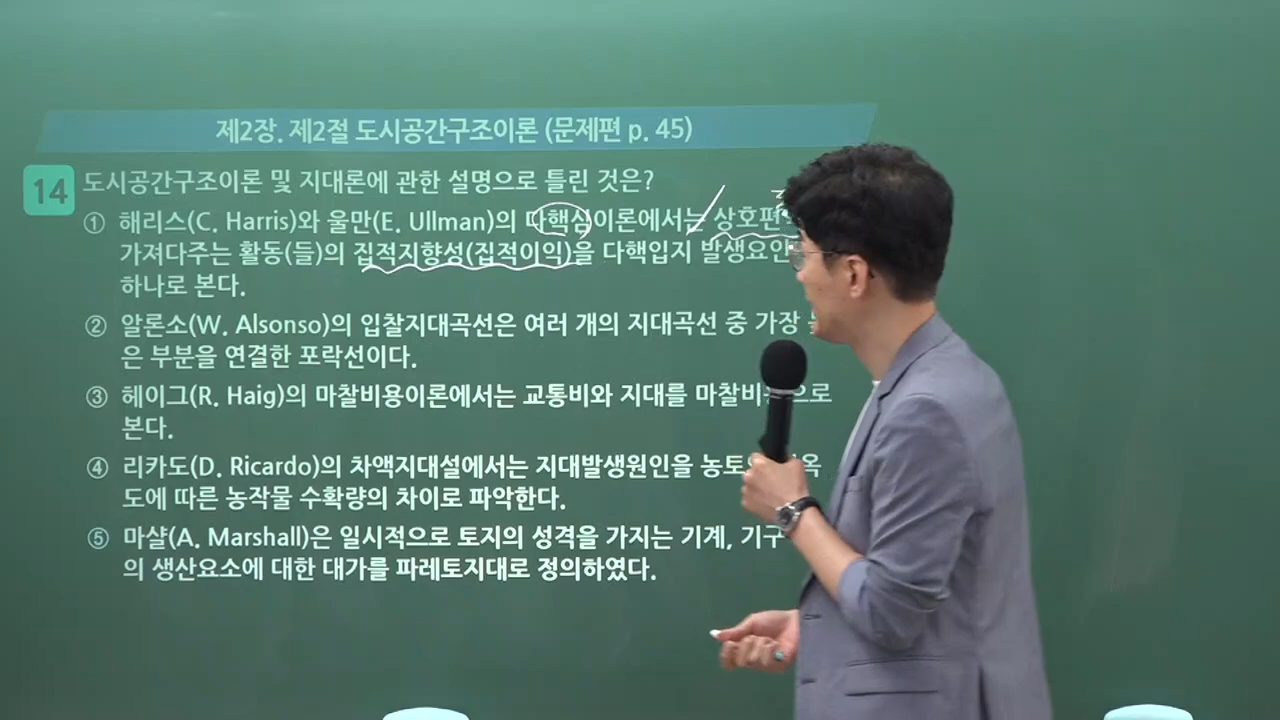 제2장. 제2절 도시공간구조이론 (문제편 p. 45)
14 도시공간구조이론 및 지대론에 관한 설명으로 틀린 것은?
① 해리스(C. Harris)와 울만(E. Ullman)의 다핵심이론에서는 상호편
가져다주는 활동(들)의 집적지향성(집적이익)을 다핵입지 발생요인
하나로 본다.
② 알론소(W. Alsonso)의 입찰지대곡선은 여러 개의 지대곡선 중 가장
은 부분을 연결한 포락선이다.
③ 헤이그(R. Haig)의 마찰비용이론에서는 교통비와 지대를 마찰비 으로
본다.
④ 리카도(D. Ricardo)의 차액지대설에서는 지대발생원인을 농토 옥
도에 따른 농작물 수확량의 차이로 파악한다.
⑤ 마샬(A. Marshall)은 일시적으로 토지의 성격을 가지는 기계, 기구
의 생산요소에 대한 대가를 파레토지대로 정의하였다.